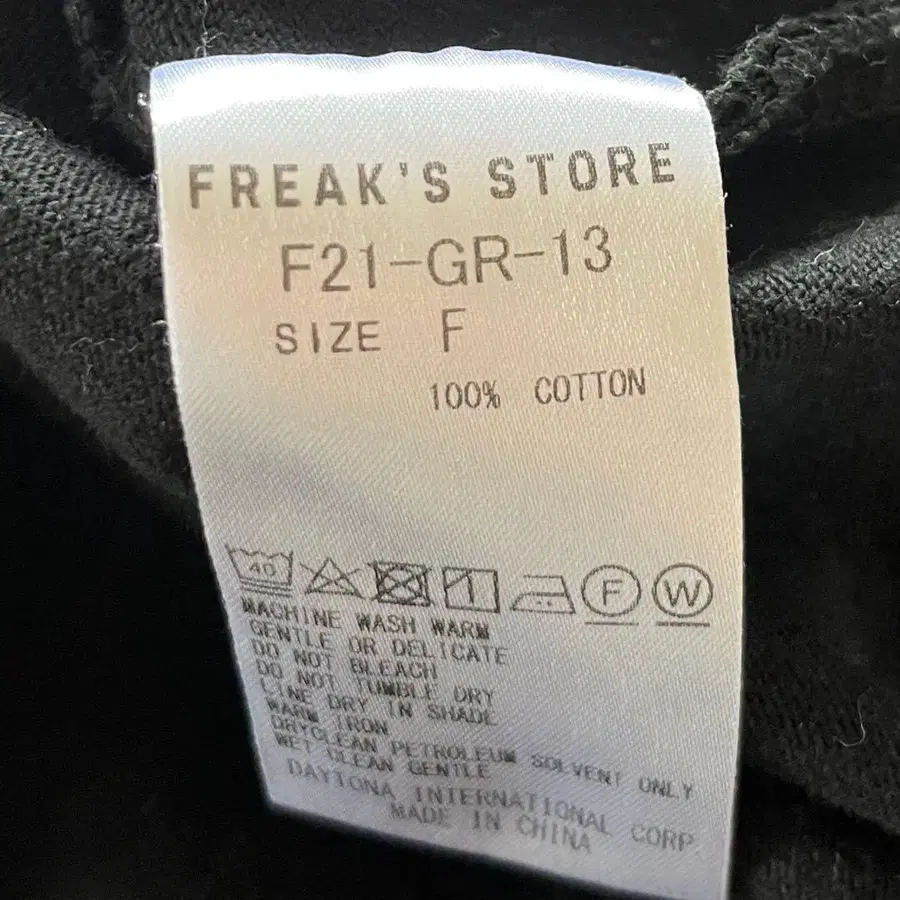 FREAK'S STORE
F21-GR-13
SIZE F
100% COTTON
40 F W
MACHINE WASH WARM
GENTLE OR DELICATE
DO NOT BLEACH
DO NOT TUMBLE DRY
LINE DRY IN SHADE
WARM IRON
DRYCLEAN PETROLEUM SOLVENT ONLY
WET CLEAN GENTLE
DAYTONA INTERNATIONAL CORP.
MADE IN CHINA